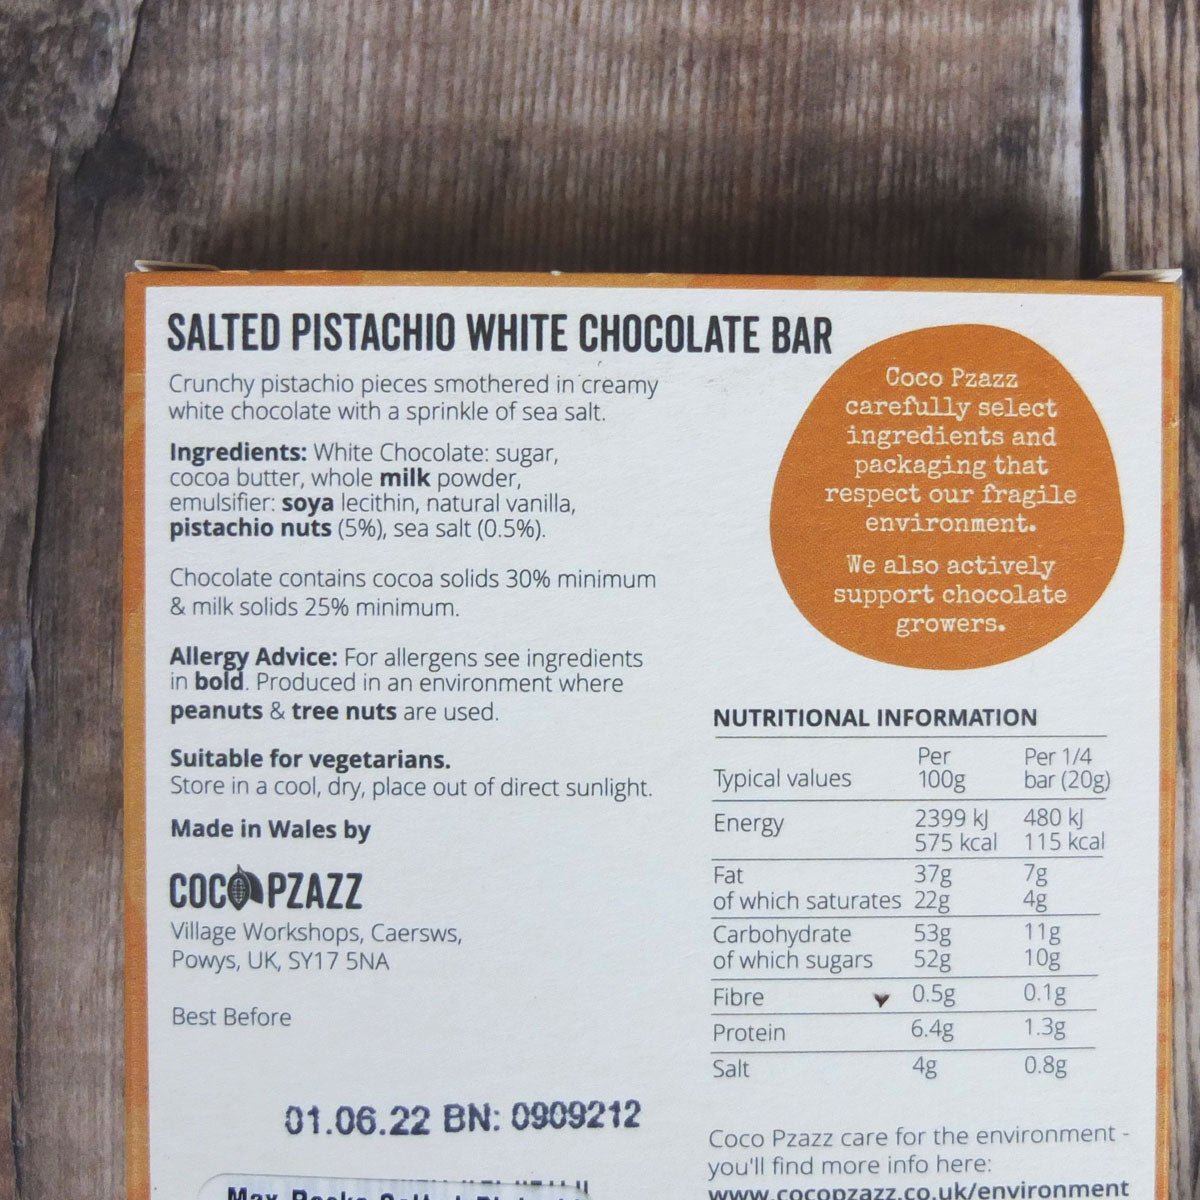 SALTED PISTACHIO WHITE CHOCOLATE BAR
Crunchy pistachio pieces smothered in creamy
white chocolate with a sprinkle of sea salt.
Ingredients: White Chocolate: sugar,
cocoa butter, whole milk powder,
emulsifier: soya lecithin, natural vanilla,
pistachio nuts (5%), sea salt (0.5%).
Chocolate contains cocoa solids 30% minimum
& milk solids 25% minimum.
Allergy Advice: For allergens see ingredients
in bold. Produced in an environment where
peanuts & tree nuts are used.
Suitable for vegetarians.
Store in a cool, dry, place out of direct sunlight.
Made in Wales by
COCO PZAZZ
Village Workshops, Caersws,
Powys, UK, SY17 5NA
Best Before
01.06.22 BN: 0909212
Coco Pzazz
carefully select
ingredients and
packaging that
respect our fragile
environment.
We also actively
support chocolate
growers.
NUTRITIONAL INFORMATION
Typical values Per 100g Per 1/4 bar (20g)
Energy 2399 kJ 480 kJ
575 kcal 115 kcal
Fat 37g 7g
of which saturates 22g 4g
Carbohydrate 53g 11g
of which sugars 52g 10g
Fibre 0.5g 0.1g
Protein 6.4g 1.3g
Salt 4g 0.8g
Coco Pzazz care for the environment -
you'll find more info here:
www.cocopzazz.co.uk/environment